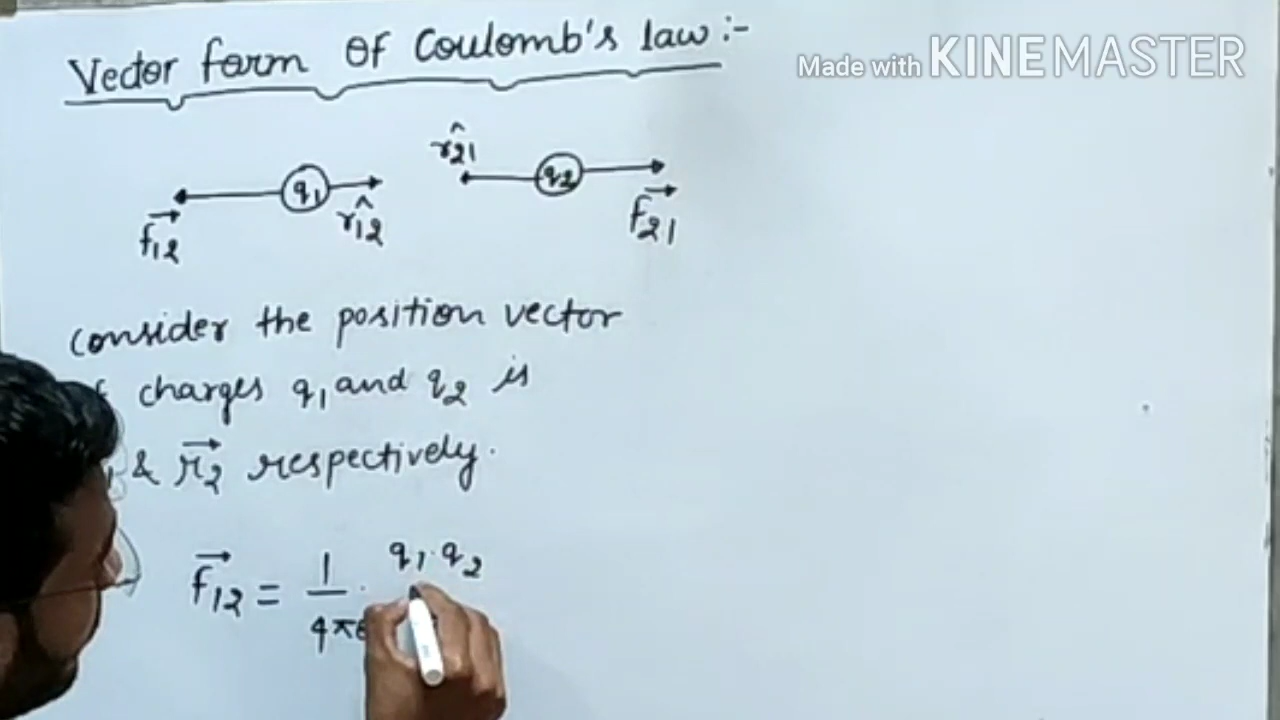 Vector form of Coulomb's law :-
Made with KINEMASTER
r̂21
q1
q2
r̂12
F⃗12
F⃗21
Consider the position vector
charges q1 and q2 is
& r⃗2 respectively.
F⃗12 = 1 . q1.q2
4π